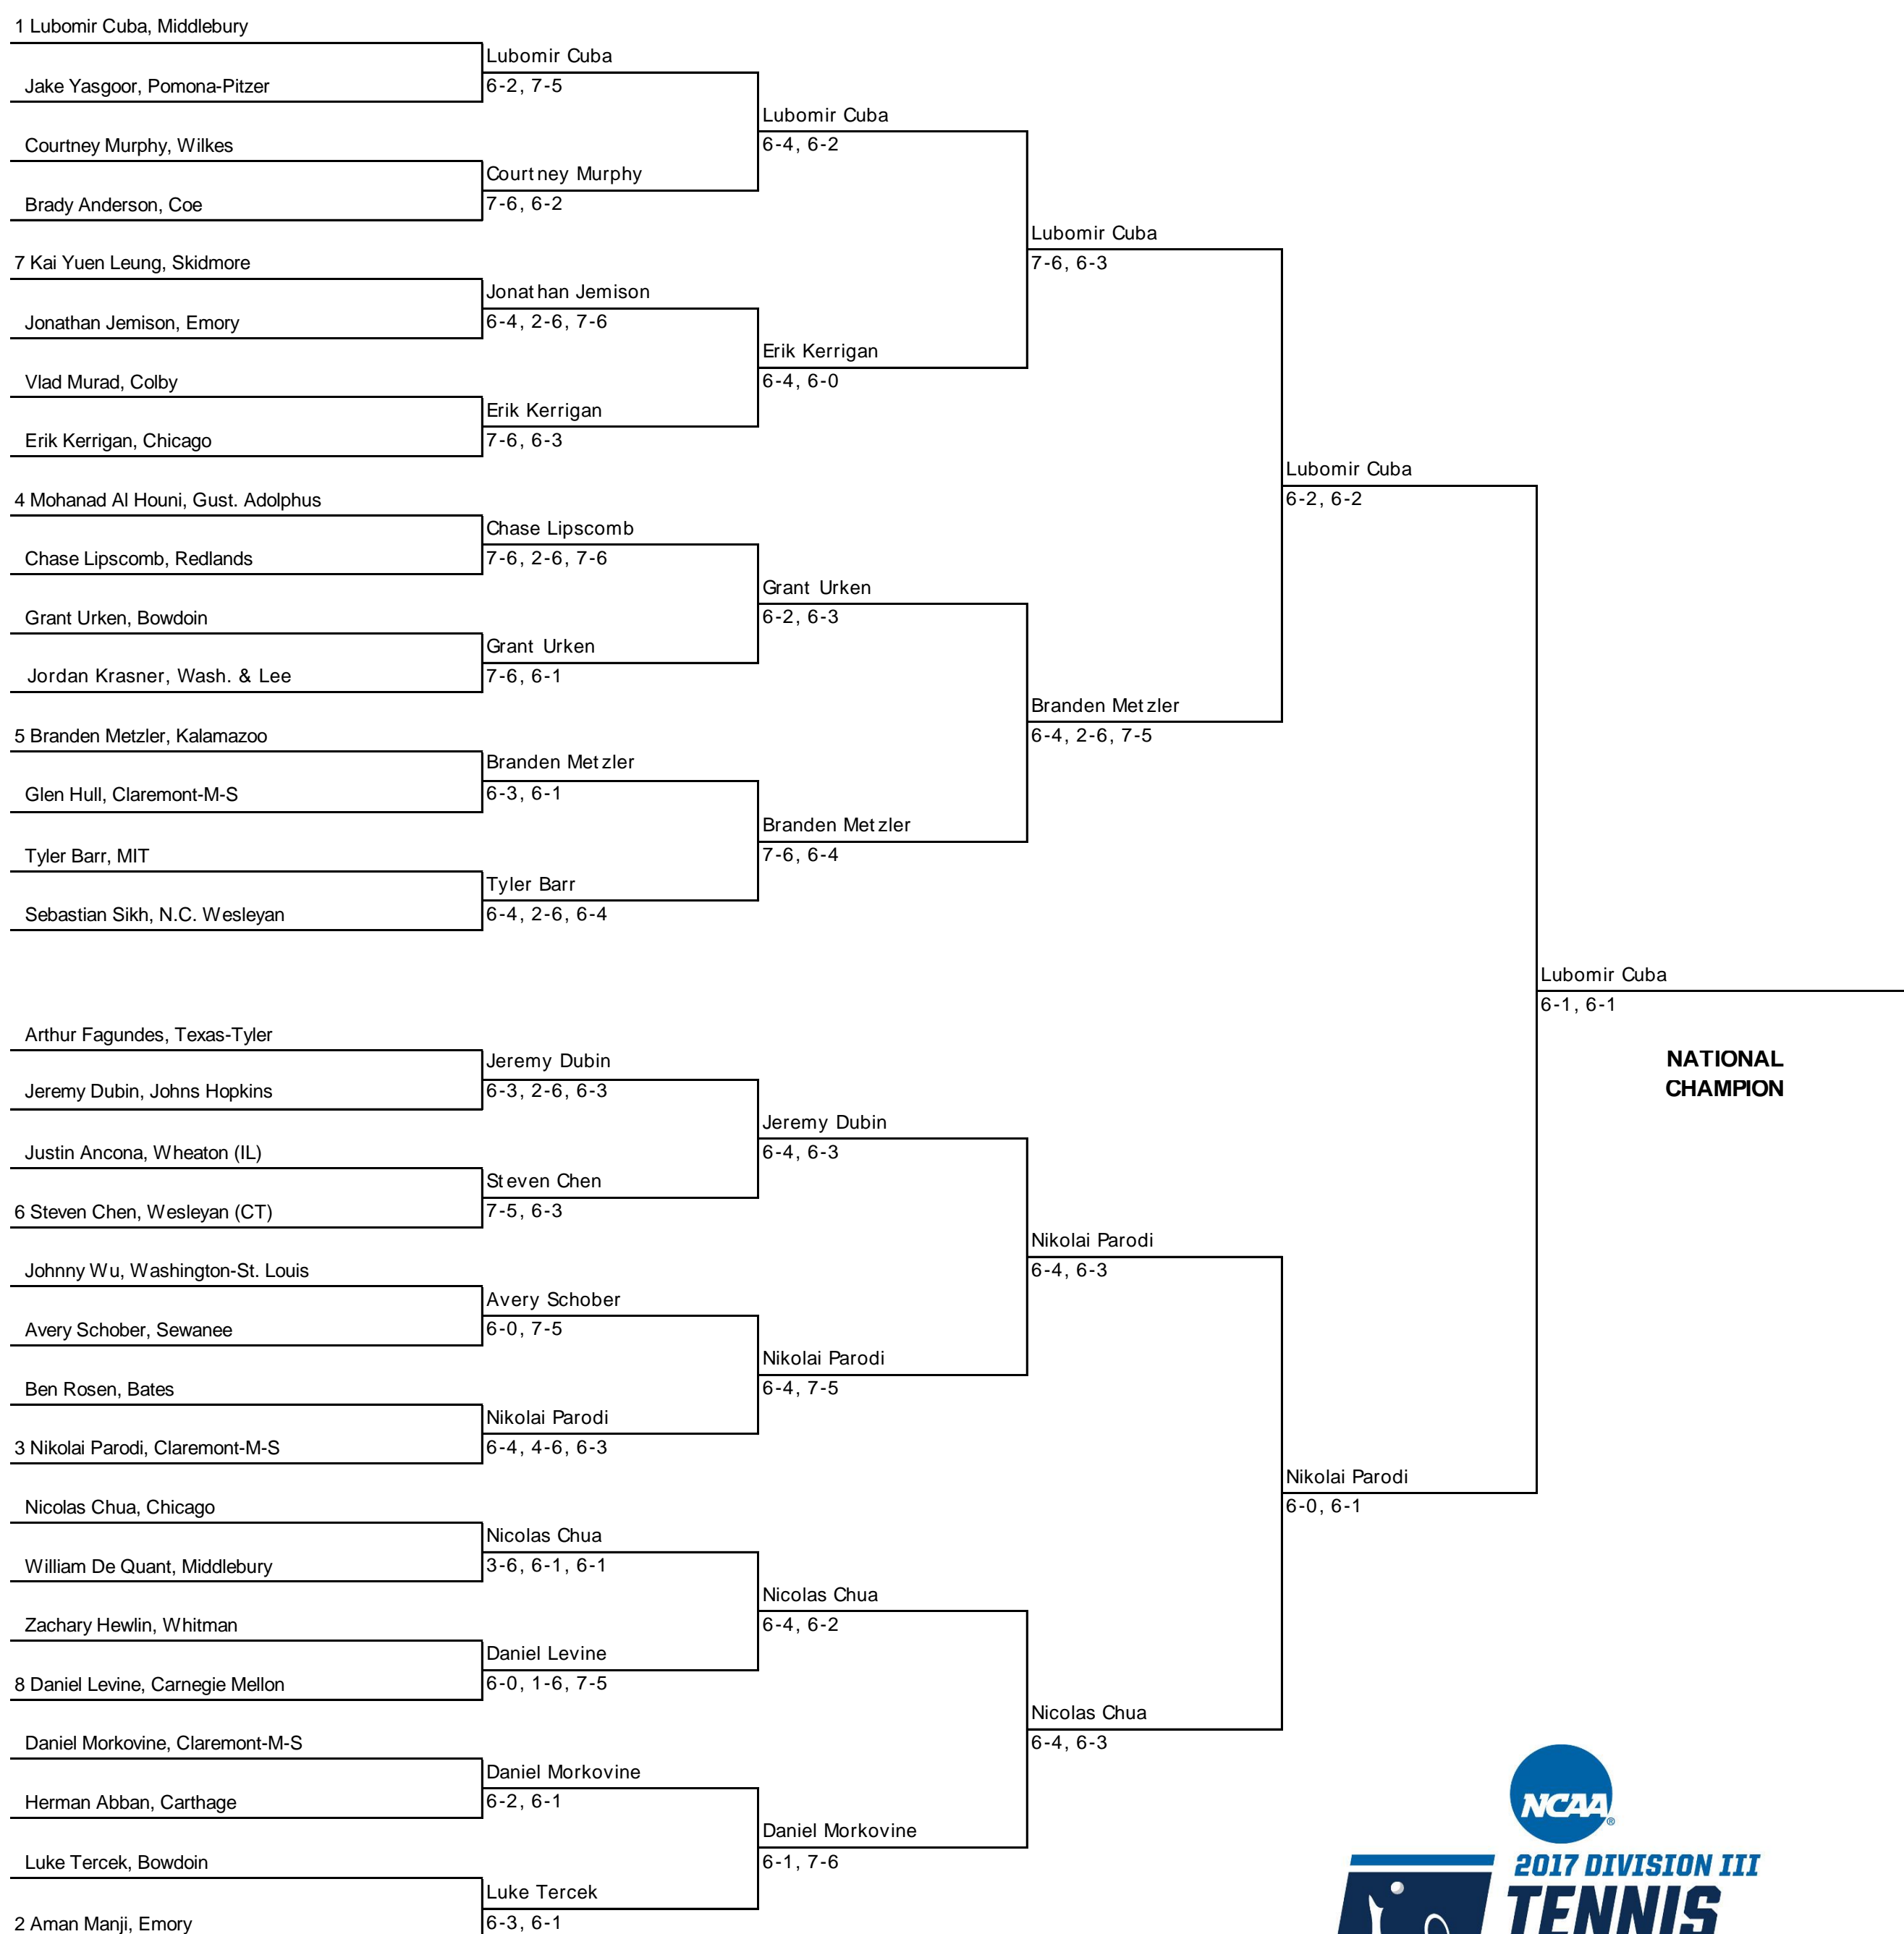 1 Lubomir Cuba, Middlebury
Lubomir Cuba
Jake Yasgoor, Pomona-Pitzer
6-2, 7-5
Lubomir Cuba
Courtney Murphy, Wilkes
6-4, 6-2
Courtney Murphy
Brady Anderson, Coe
7-6, 6-2
Lubomir Cuba
7 Kai Yuen Leung, Skidmore
7-6, 6-3
Jonathan Jemison
Jonathan Jemison, Emory
6-4, 2-6, 7-6
Erik Kerrigan
Vlad Murad, Colby
6-4, 6-0
Erik Kerrigan
Erik Kerrigan, Chicago
7-6, 6-3
Lubomir Cuba
4 Mohanad Al Houni, Gust. Adolphus
6-2, 6-2
Chase Lipscomb
Chase Lipscomb, Redlands
7-6, 2-6, 7-6
Grant Urken
Grant Urken, Bowdoin
6-2, 6-3
Grant Urken
Jordan Krasner, Wash. & Lee
7-6, 6-1
Branden Metzler
5 Branden Metzler, Kalamazoo
6-4, 2-6, 7-5
Branden Metzler
Glen Hull, Claremont-M-S
6-3, 6-1
Branden Metzler
Tyler Barr, MIT
7-6, 6-4
Tyler Barr
Sebastian Sikh, N.C. Wesleyan
6-4, 2-6, 6-4
Lubomir Cuba
6-1, 6-1
NATIONAL
CHAMPION
Arthur Fagundes, Texas-Tyler
Jeremy Dubin
Jeremy Dubin, Johns Hopkins
6-3, 2-6, 6-3
Jeremy Dubin
Justin Ancona, Wheaton (IL)
6-4, 6-3
Steven Chen
6 Steven Chen, Wesleyan (CT)
7-5, 6-3
Nikolai Parodi
Johnny Wu, Washington-St. Louis
6-4, 6-3
Avery Schober
Avery Schober, Sewanee
6-0, 7-5
Nikolai Parodi
Ben Rosen, Bates
6-4, 7-5
Nikolai Parodi
3 Nikolai Parodi, Claremont-M-S
6-4, 4-6, 6-3
Nikolai Parodi
Nicolas Chua, Chicago
6-0, 6-1
Nicolas Chua
William De Quant, Middlebury
3-6, 6-1, 6-1
Nicolas Chua
Zachary Hewlin, Whitman
6-4, 6-2
Daniel Levine
8 Daniel Levine, Carnegie Mellon
6-0, 1-6, 7-5
Nicolas Chua
Daniel Morkovine, Claremont-M-S
6-4, 6-3
Daniel Morkovine
Herman Abban, Carthage
6-2, 6-1
Daniel Morkovine
Luke Tercek, Bowdoin
6-1, 7-6
Luke Tercek
2 Aman Manji, Emory
6-3, 6-1
NCAA®
2017 DIVISION III
TENNIS